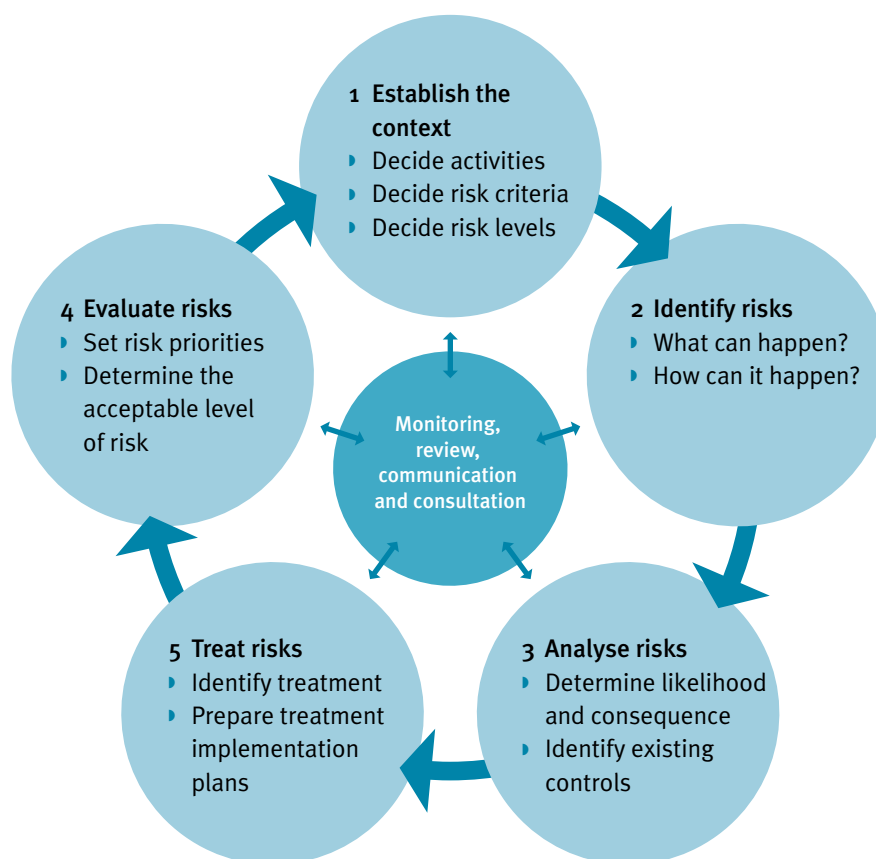 1 Establish the
context
Decide activities
Decide risk criteria
Decide risk levels
2 Identify risks
What can happen?
How can it happen?
3 Analyse risks
Determine likelihood
and consequence
Identify existing
controls
5 Treat risks
Identify treatment
Prepare treatment
implementation
plans
4 Evaluate risks
Set risk priorities
Determine the
acceptable level
of risk
Monitoring,
review,
communication
and consultation